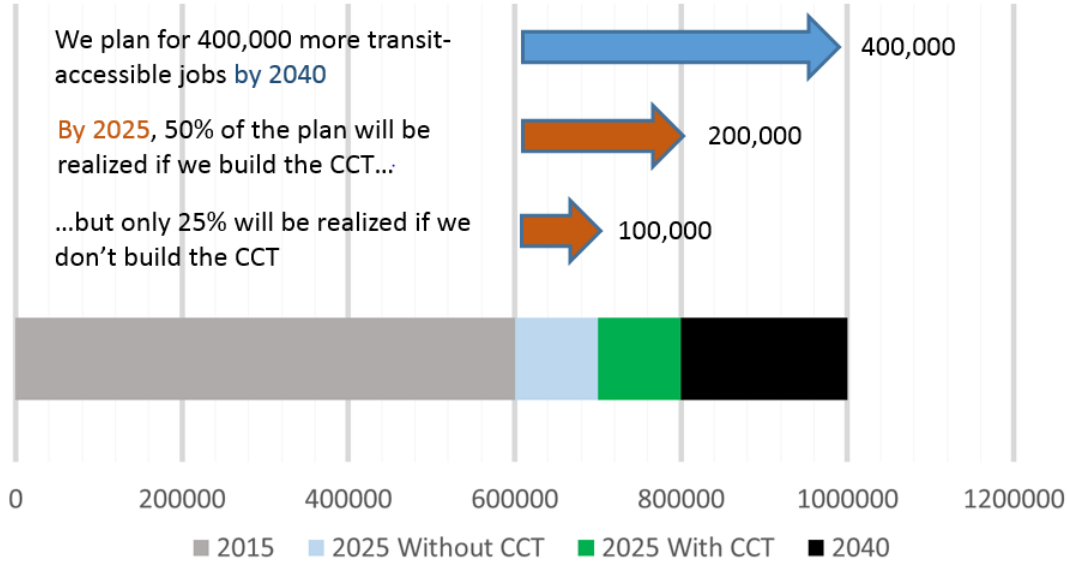 We plan for 400,000 more transit-
accessible jobs by 2040
400,000
By 2025, 50% of the plan will be
realized if we build the CCT...
200,000
...but only 25% will be realized if we
don't build the CCT
100,000
0 200000 400000 600000 800000 1000000 1200000
2015 2025 Without CCT 2025 With CCT 2040